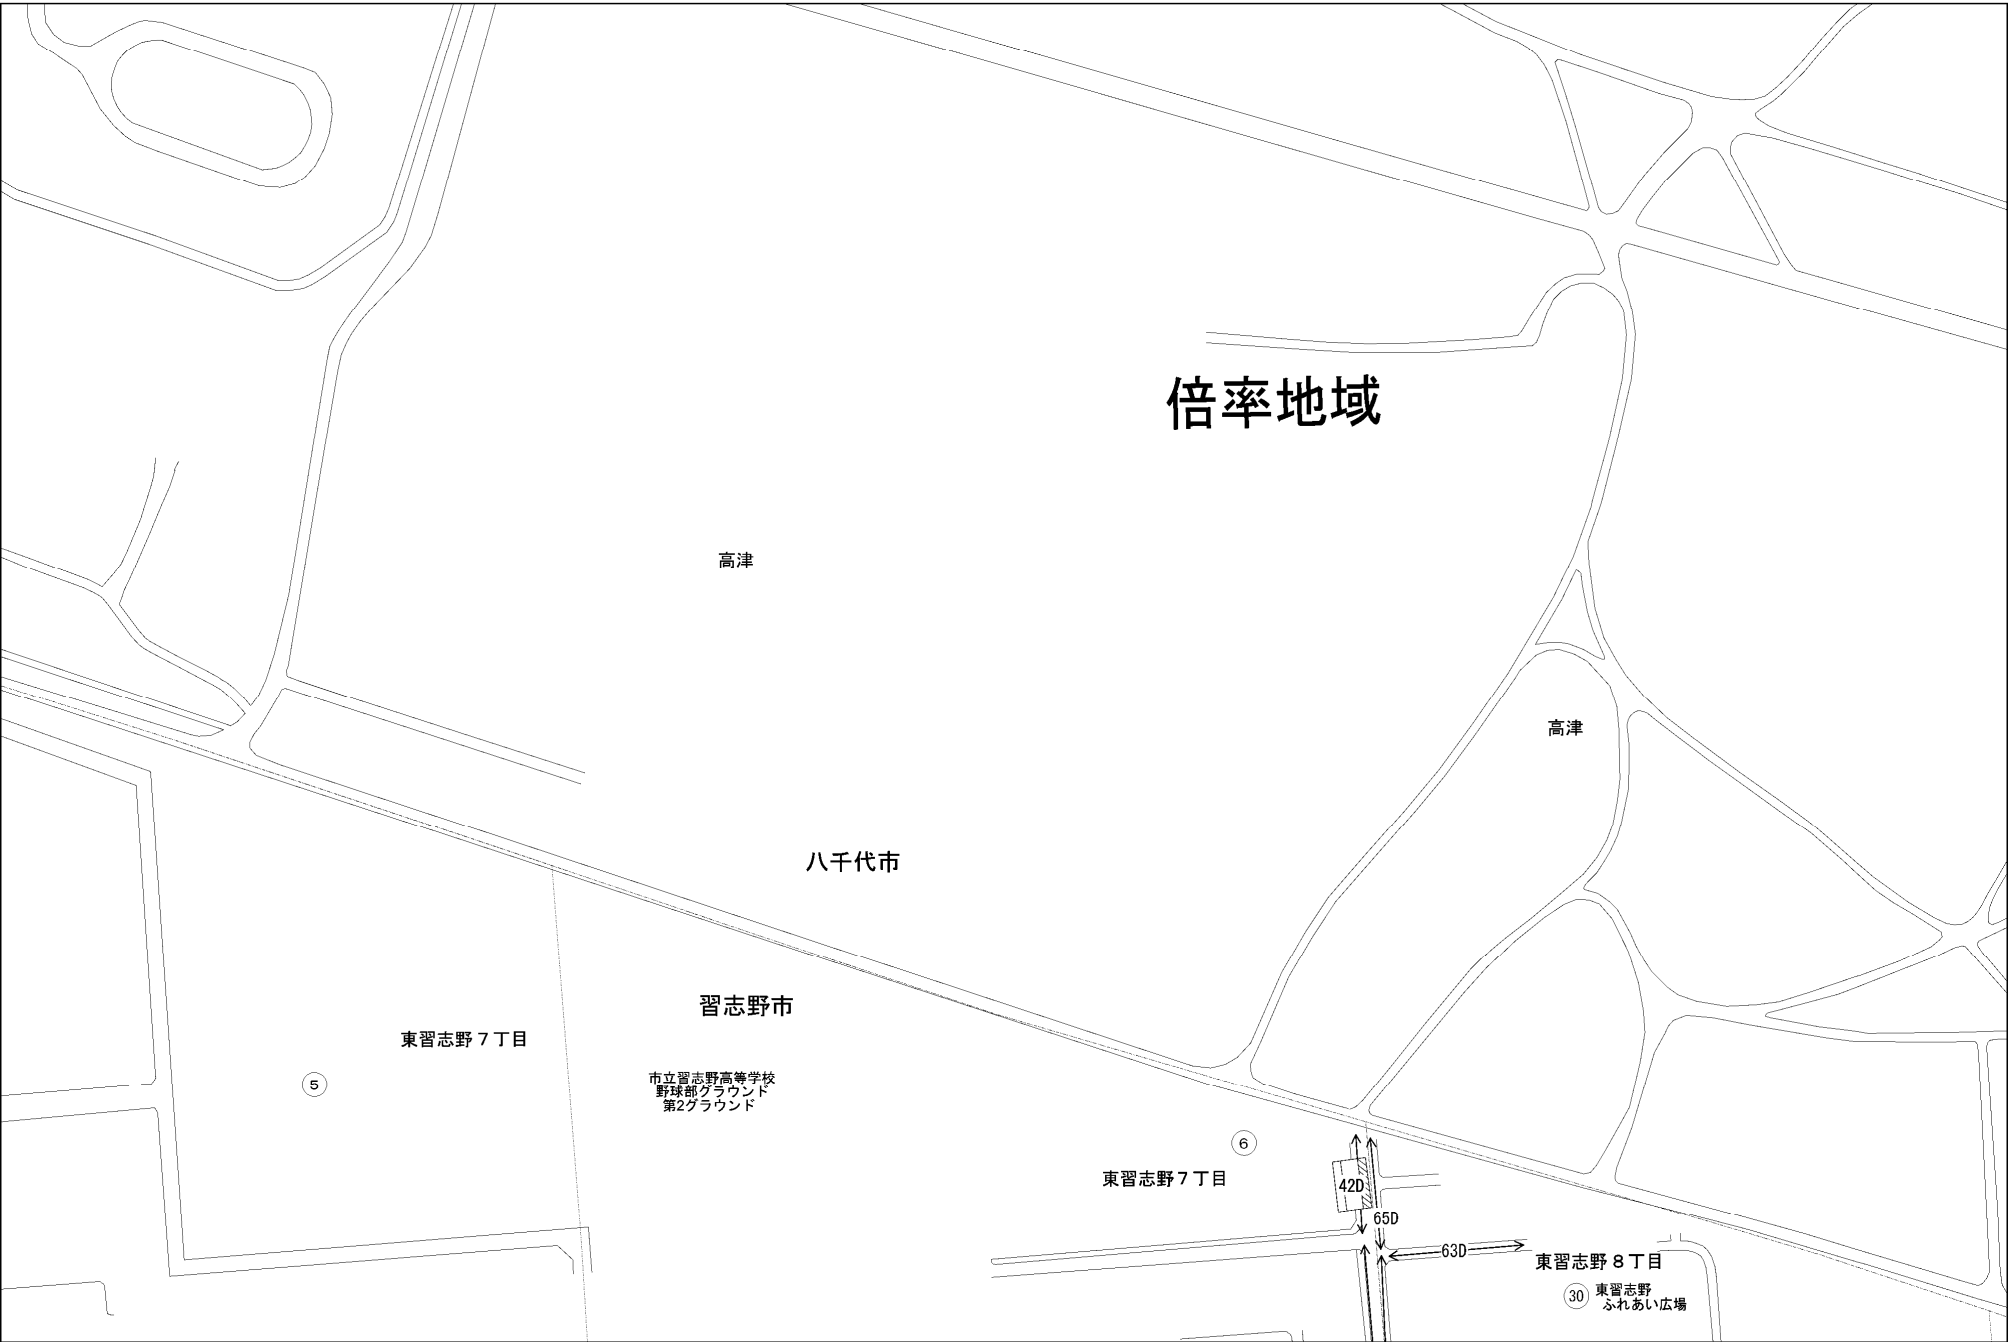 倍率地域
高津
高津
八千代市
習志野市
東習志野７丁目
5
市立習志野高等学校
野球部グラウンド
第2グラウンド
6
東習志野７丁目
42D
65D
63D
東習志野８丁目
30
東習志野
ふれあい広場